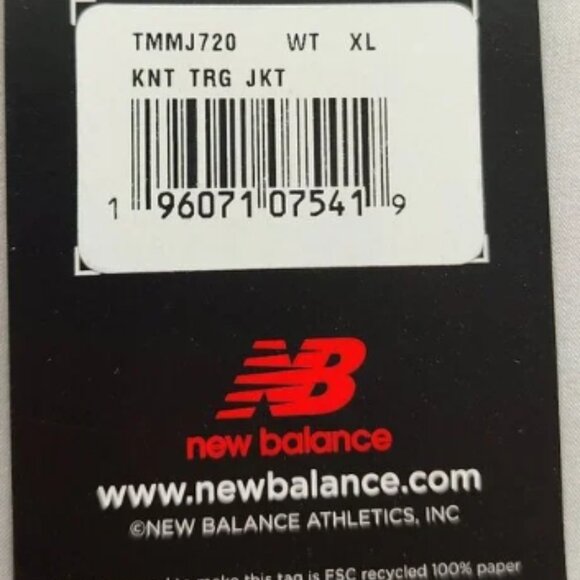 TMMJ720 WT XL
KNT TRG JKT
1 96071 07541 9
NB
new balance
www.newbalance.com
©NEW BALANCE ATHLETICS, INC
to make this tag is FSC recycled 100% paper